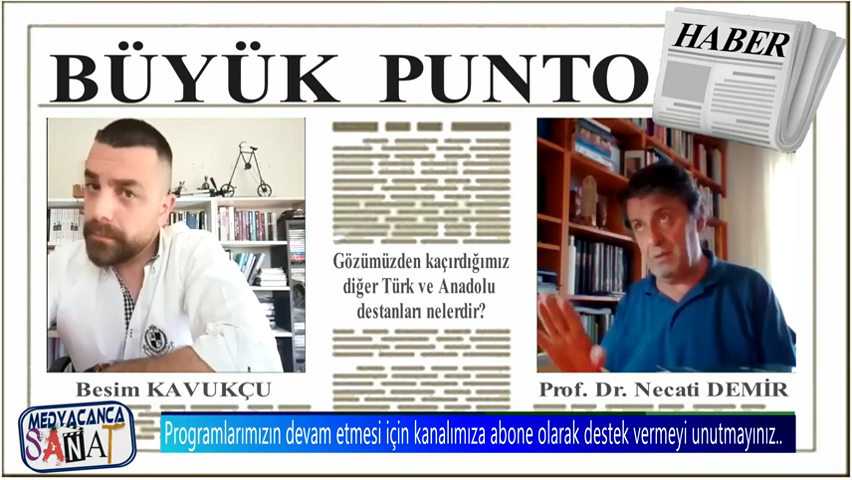 BÜYÜK PUNTO
HABER
Gözümüzden kaçırdığımız
diğer Türk ve Anadolu
destanları nelerdir?
Besim KAVUKÇU
Prof. Dr. Necati DEMİR
MEDYACANCA
SANAT
Programlarımızın devam etmesi için kanalımıza abone olarak destek vermeyi unutmayınız..